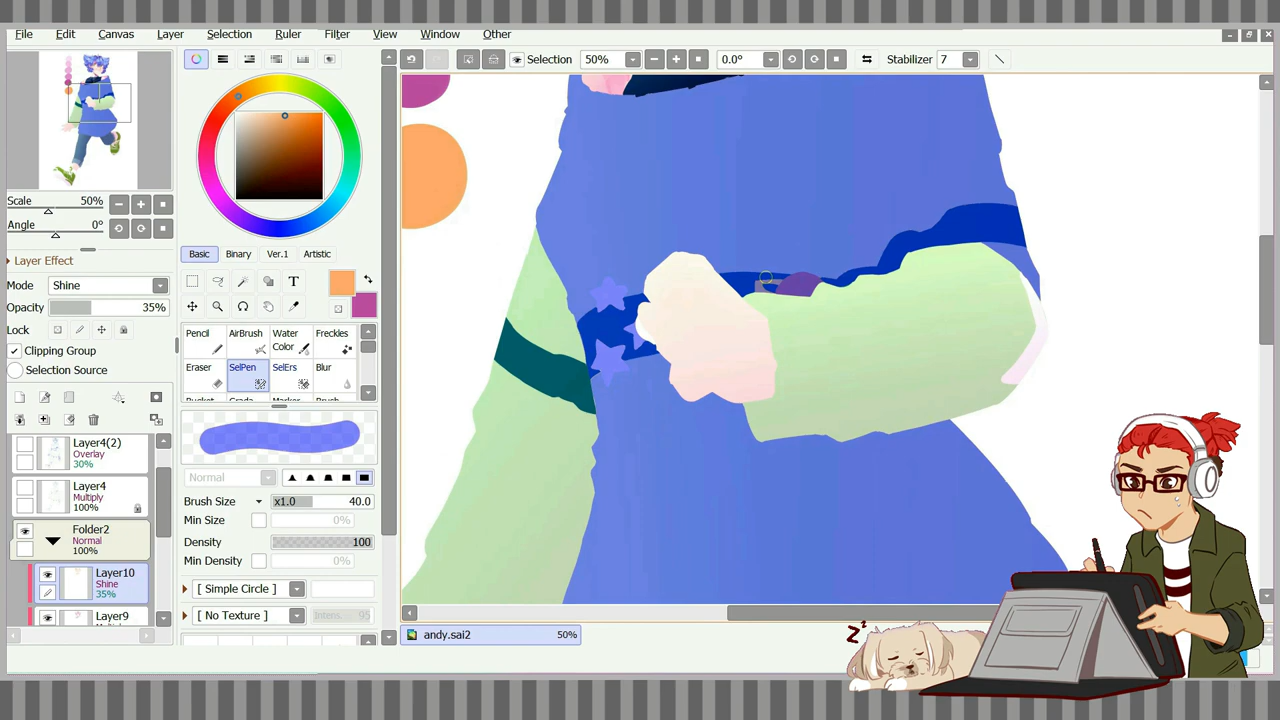 File Edit Canvas Layer Selection Ruler Filter View Window Other
Selection 50% 0.0° Stabilizer 7
Scale 50%
Angle 0°
Layer Effect
Mode Shine
Opacity 35%
Lock
Clipping Group
Selection Source
Layer4(2)
Overlay
30%
Layer4
Multiply
100%
Folder2
Normal
100%
Layer10
Shine
35%
Layer9
Basic Binary Ver.1 Artistic
T
Pencil AirBrush Water Color Freckles
Eraser SelPen SelErs Blur
Normal
Brush Size x1.0 40.0
Min Size 0%
Density 100
Min Density 0%
[ Simple Circle ]
[ No Texture ] Intens. 95
andy.sai2 50%
z z